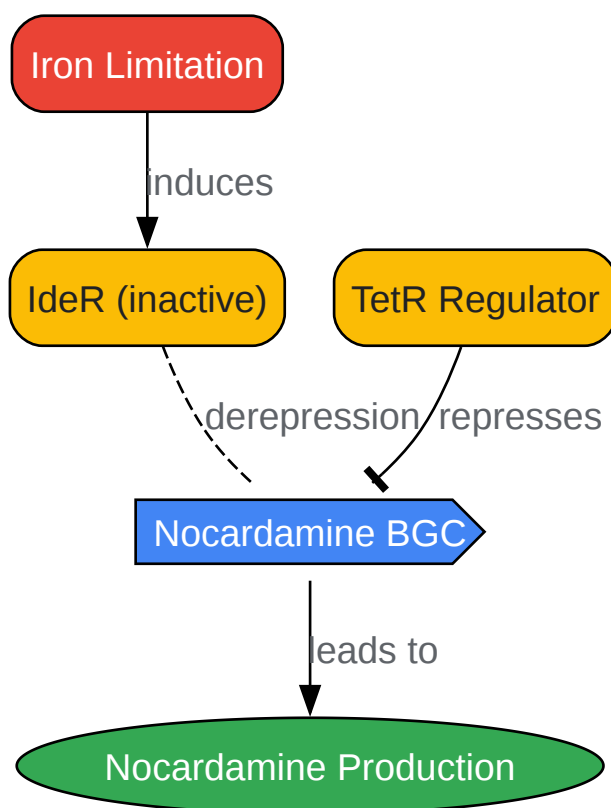 Iron Limitation
induces
IdeR (inactive)
TetR Regulator
derepression
represses
Nocardamine BGC
leads to
Nocardamine Production